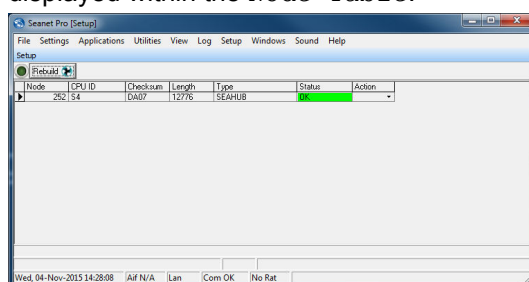 displayed within the Node Table.
Seanet Pro [Setup]
File Settings Applications Utilities View Log Setup Windows Sound Help
Setup
Rebuild
Node CPU ID Checksum Length Type Status Action
252 S4 DA07 12776 SEAHUB OK
Wed, 04-Nov-2015 14:28:08 Aif N/A Lan Com OK No Rat